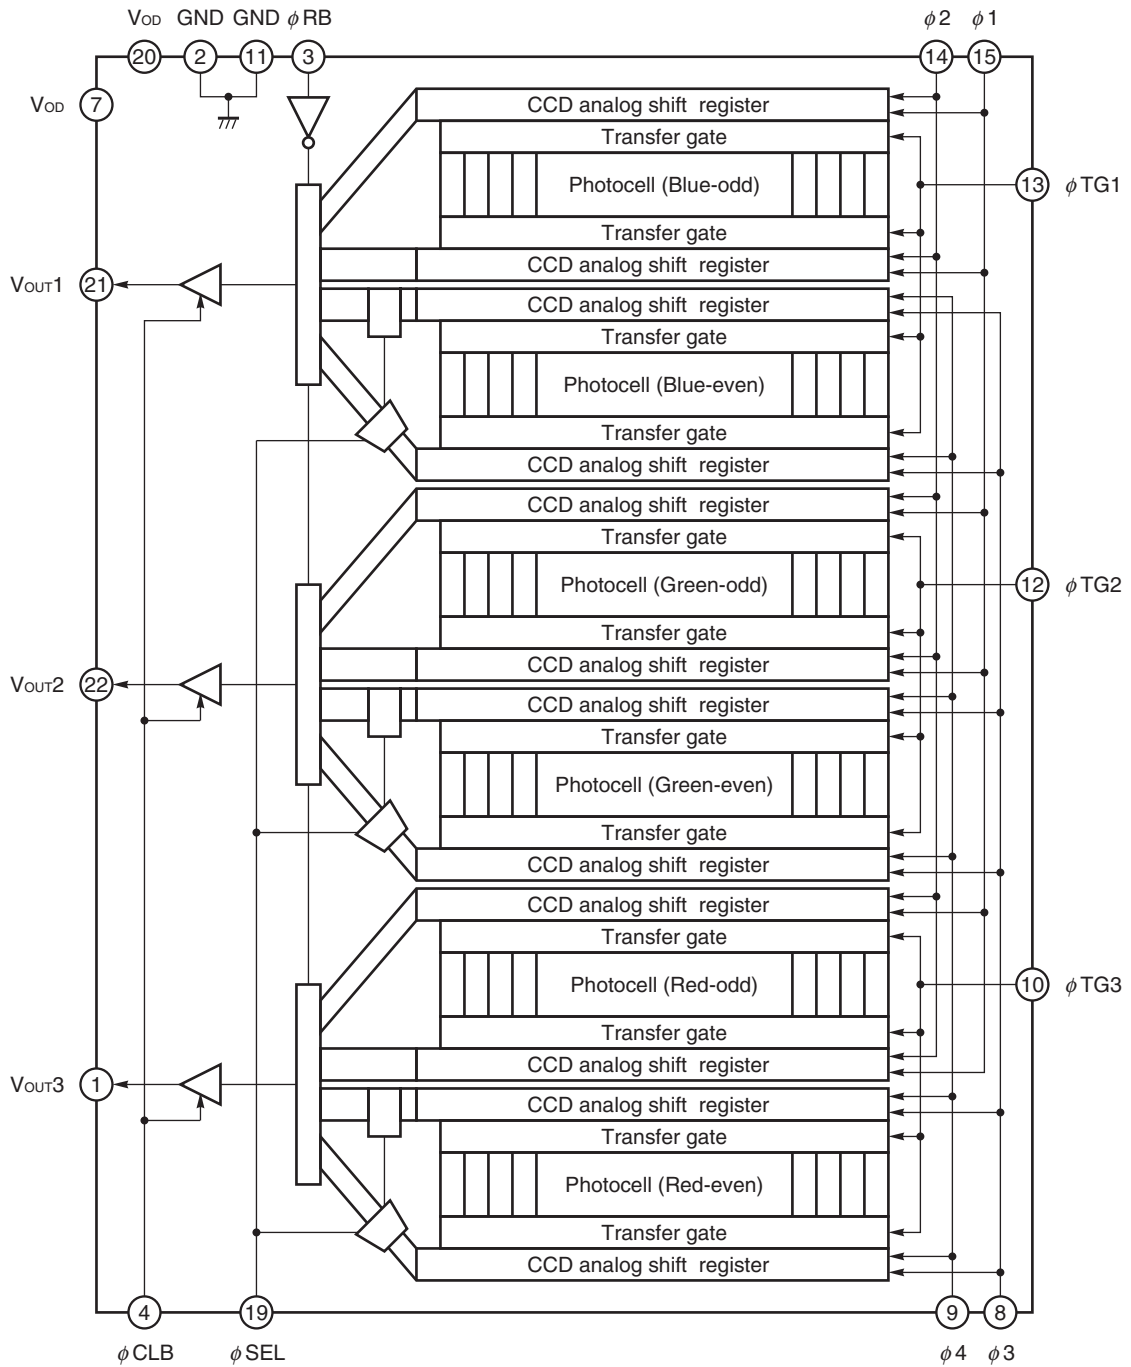 VOD GND GND φRB φ2 φ1
20 2 11 3 14 15
VOD 7
CCD analog shift register
Transfer gate
Photocell (Blue-odd)
13 φTG1
Transfer gate
CCD analog shift register
VOUT1 21
CCD analog shift register
Transfer gate
Photocell (Blue-even)
Transfer gate
CCD analog shift register
CCD analog shift register
Transfer gate
Photocell (Green-odd)
12 φTG2
Transfer gate
CCD analog shift register
VOUT2 22
CCD analog shift register
Transfer gate
Photocell (Green-even)
Transfer gate
CCD analog shift register
CCD analog shift register
Transfer gate
Photocell (Red-odd)
10 φTG3
Transfer gate
CCD analog shift register
VOUT3 1
CCD analog shift register
Transfer gate
Photocell (Red-even)
Transfer gate
CCD analog shift register
4 19 9 8
φCLB φSEL φ4 φ3